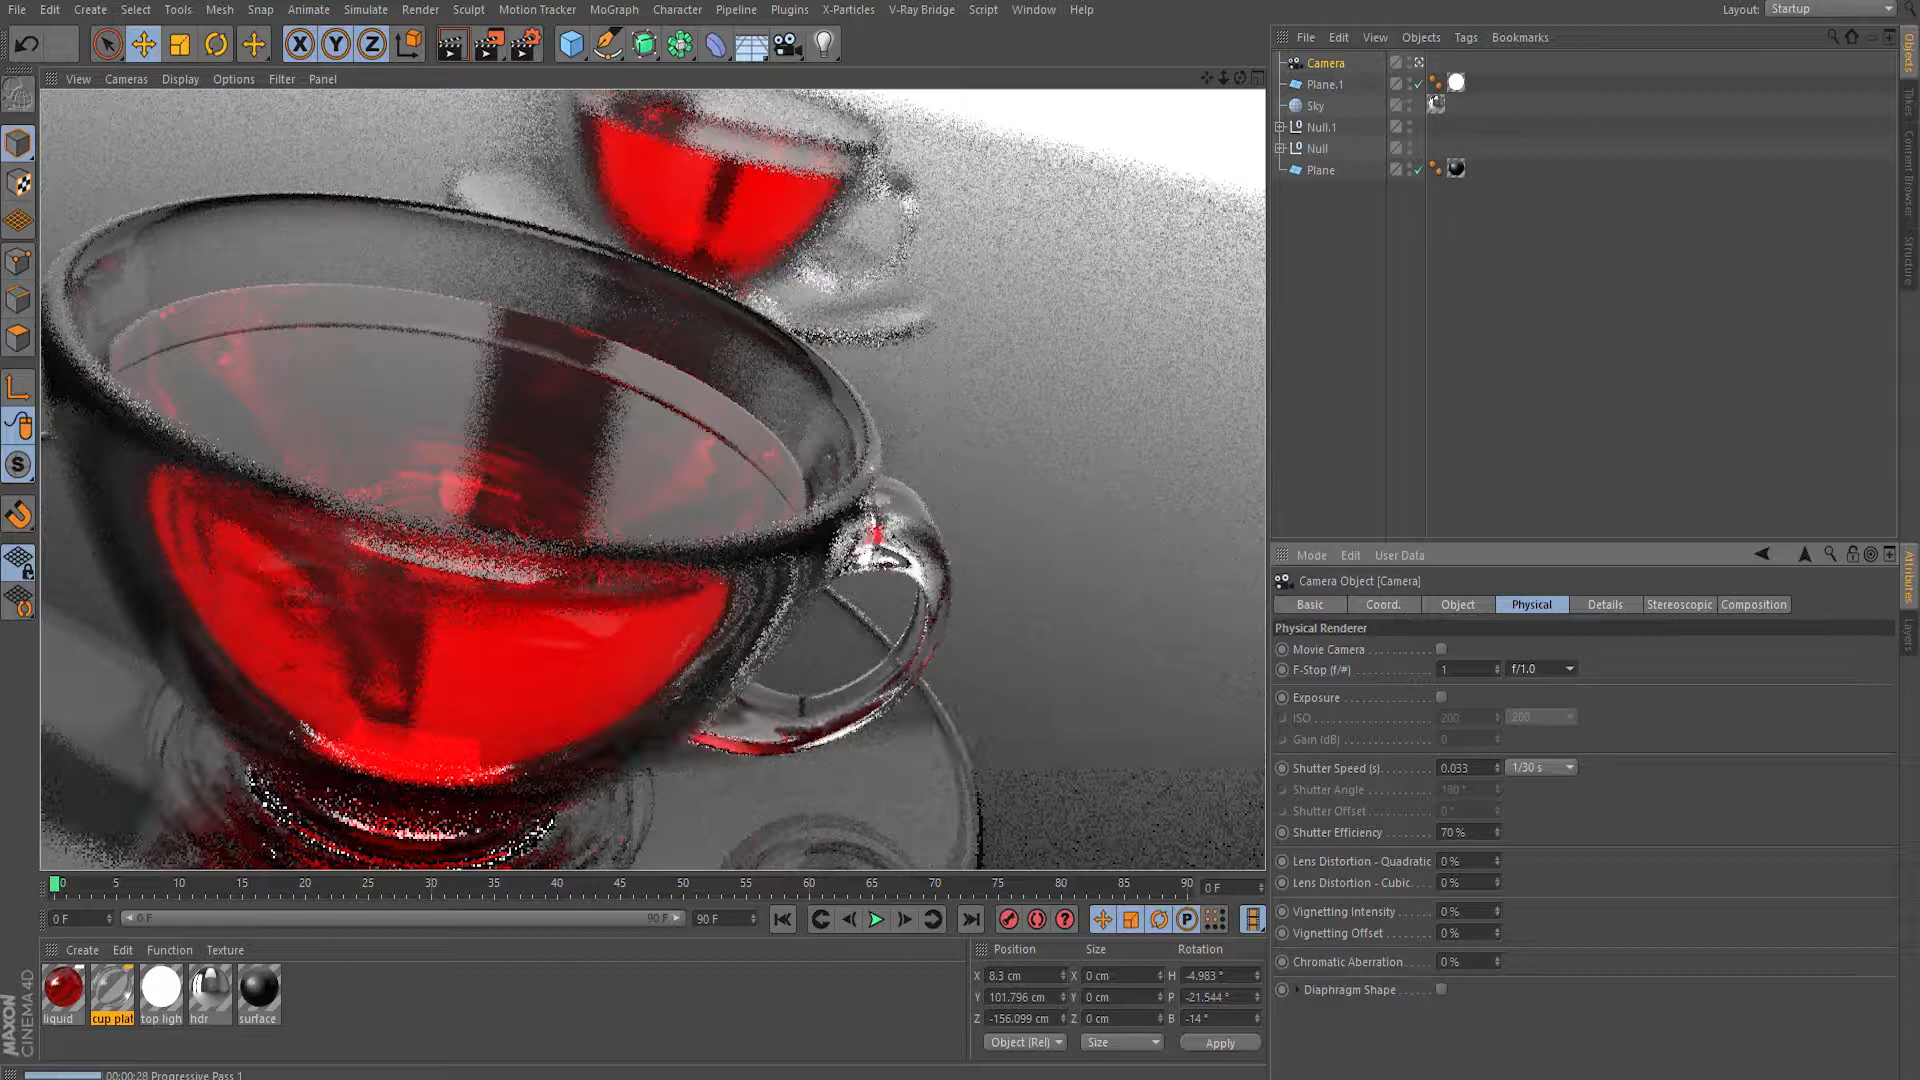 File Edit Create Select Tools Mesh Snap Animate Simulate Render Sculpt Motion Tracker MoGraph Character Pipeline Plugins X-Particles V-Ray Bridge Script Window Help Layout: Startup
X Y Z
File Edit View Objects Tags Bookmarks
View Cameras Display Options Filter Panel
Camera
Plane.1
Sky
Null.1
Null
Plane
Objects
Takes
Content Browser
Structure
S
Mode Edit User Data
Camera Object [Camera]
Basic Coord. Object Physical Details Stereoscopic Composition
Physical Renderer
Movie Camera
F-Stop (f/#) 1 f/1.0
Exposure
ISO 200 200
Gain (dB) 0
Shutter Speed (s) 0.033 1/30 s
Shutter Angle 180 °
Shutter Offset 0 °
Shutter Efficiency 70 %
Lens Distortion - Quadratic 0 %
Lens Distortion - Cubic 0 %
Vignetting Intensity 0 %
Vignetting Offset 0 %
Chromatic Aberration 0 %
Diaphragm Shape
Attributes
Layers
0 5 10 15 20 25 30 35 40 45 50 55 60 65 70 75 80 85 90 0 F
0 F 0 F 90 F 90 F ? P
Create Edit Function Texture
liquid cup plat top ligh hdr surface
Position Size Rotation
X 8.3 cm X 0 cm H -4.983 °
Y 101.796 cm Y 0 cm P -21.544 °
Z -156.099 cm Z 0 cm B -14 °
Object (Rel) Size Apply
MAXON
CINEMA 4D
00:00:28 Progressive Pass 1